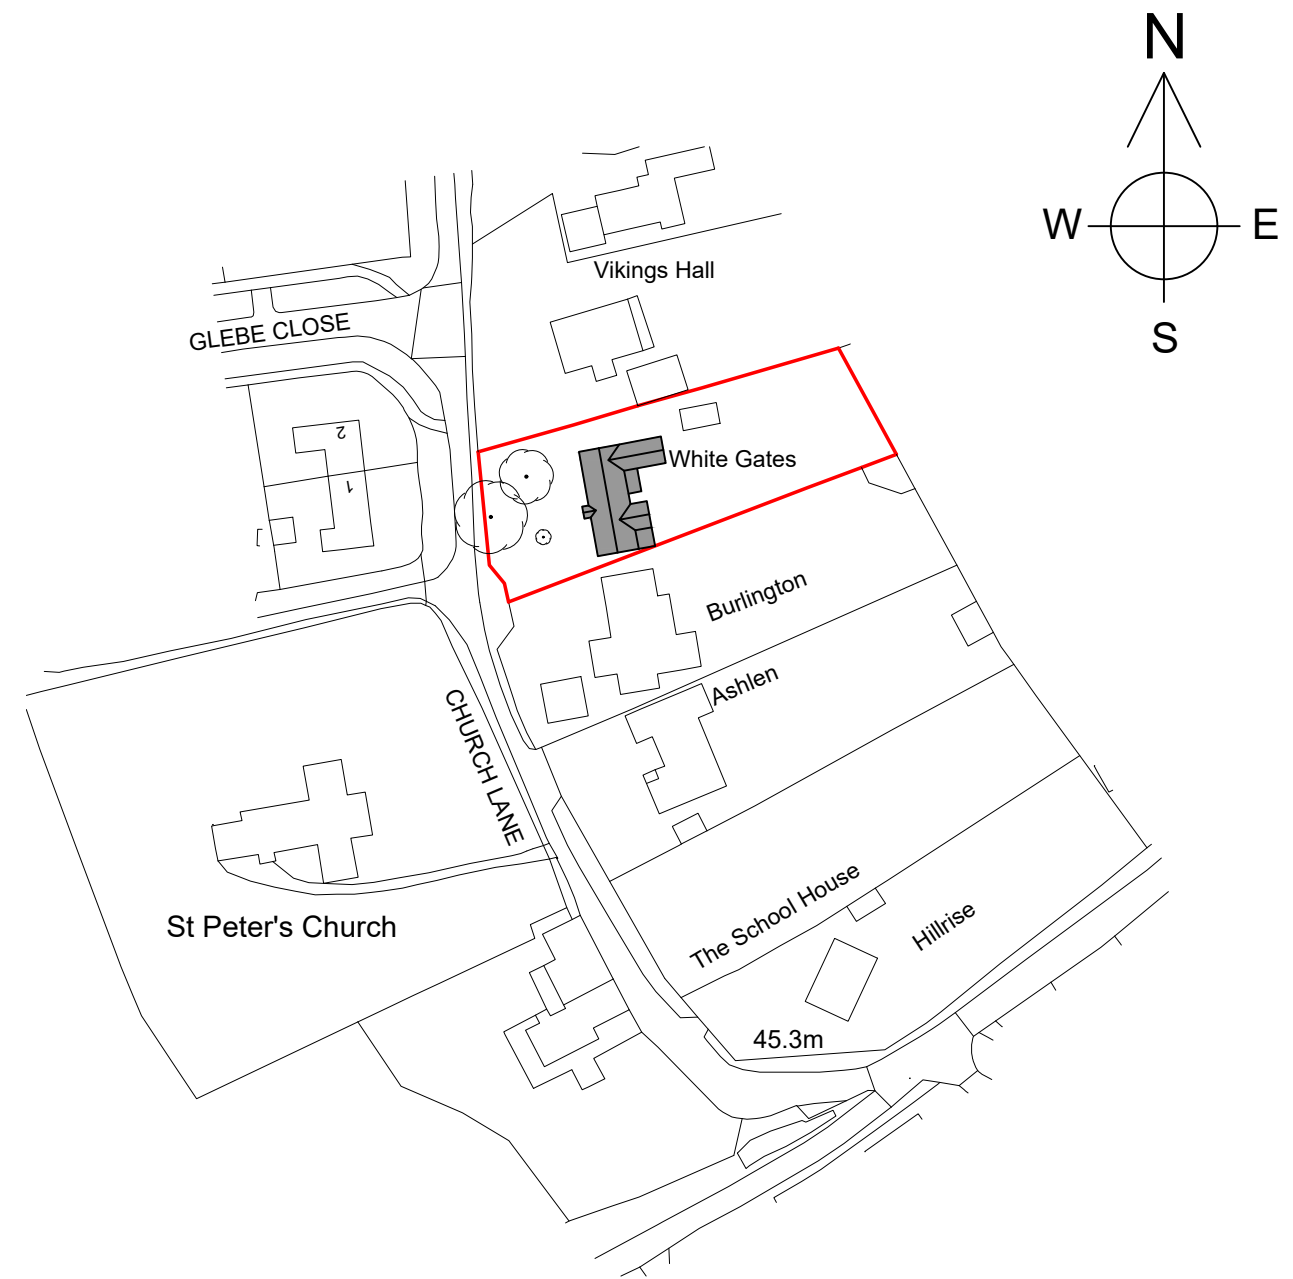 N
W
E
S
Vikings Hall
GLEBE CLOSE
2
1
White Gates
Burlington
Ashlen
CHURCH LANE
The School House
Hillrise
St Peter's Church
45.3m